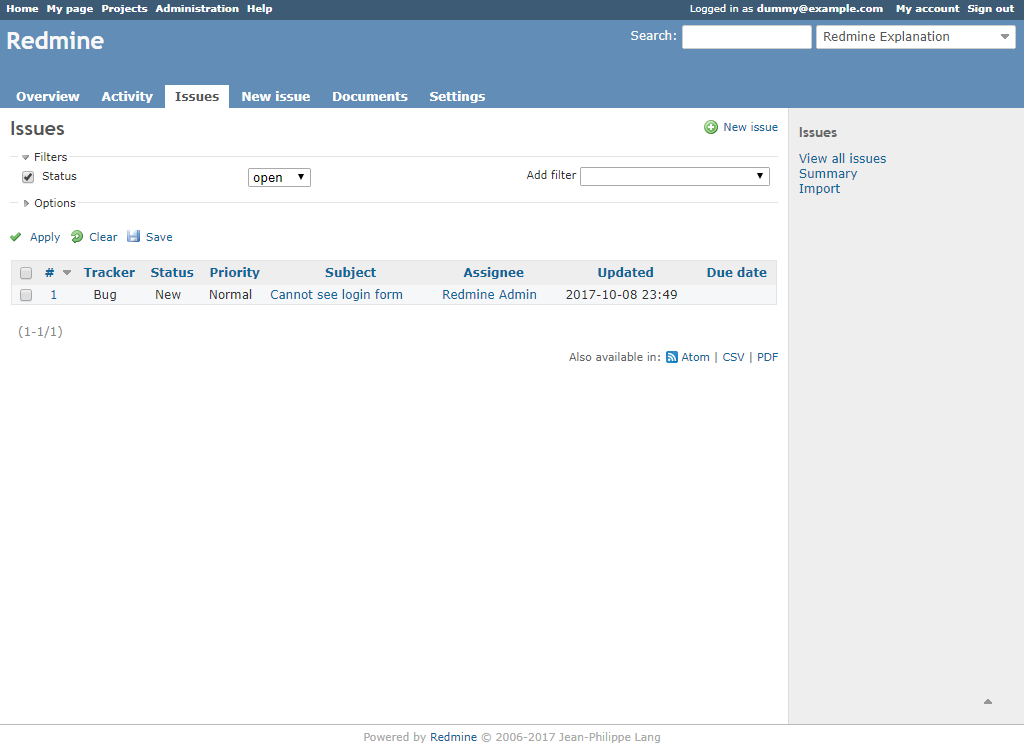 Home My page Projects Administration Help Logged in as dummy@example.com My account Sign out
Redmine Search: Redmine Explanation
Overview Activity Issues New issue Documents Settings
Issues New issue
Filters
Status open Add filter
Options
Apply Clear Save
# Tracker Status Priority Subject Assignee Updated Due date
1 Bug New Normal Cannot see login form Redmine Admin 2017-10-08 23:49
(1-1/1)
Also available in: Atom | CSV | PDF
Issues
View all issues
Summary
Import
Powered by Redmine © 2006-2017 Jean-Philippe Lang